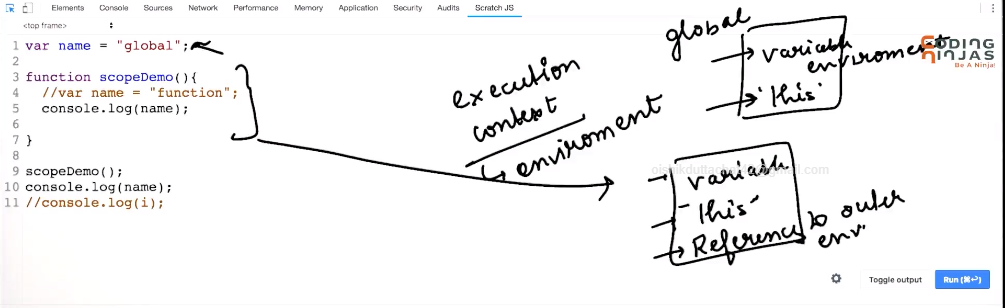 Elements Console Sources Network Performance Memory Application Security Audits Scratch JS
<top frame>
1 var name = "global";
2
3 function scopeDemo(){
4 //var name = "function";
5 console.log(name);
6
7 }
8
9 scopeDemo();
10 console.log(name);
11 //console.log(i);
execution
context
enviroment
global
variable
enviroment
'this'
CODING
NINJAS
Be A Ninja!
variable
'this'
Reference to outer
env.
Toggle output
Run (⌘↩)